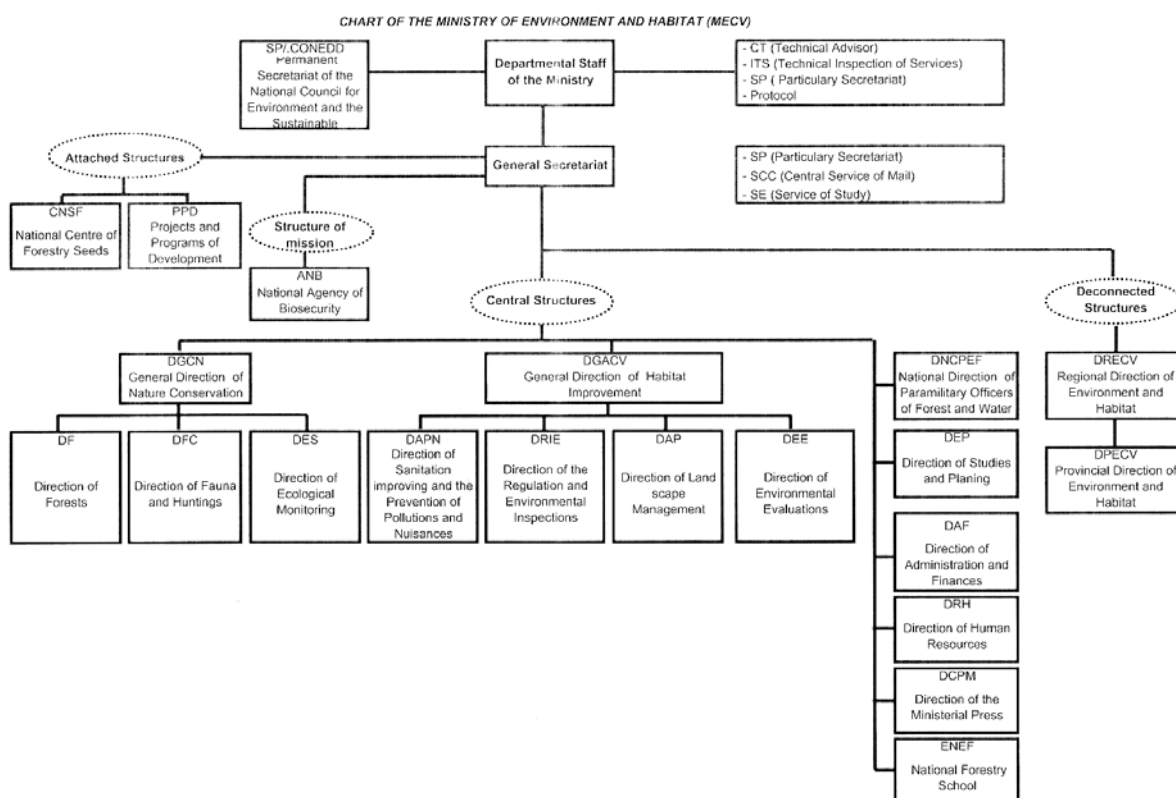 CHART OF THE MINISTRY OF ENVIRONMENT AND HABITAT (MECV)
SP/.CONEDD
Permanent
Secretariat of the
National Council for
Environment and the
Sustainable
Departmental Staff
of the Ministry
- CT (Technical Advisor)
- ITS (Technical Inspection of Services)
- SP ( Particulary Secretariat)
- Protocol
Attached Structures
General Secretariat
- SP (Particulary Secretariat)
- SCC (Central Service of Mail)
- SE (Service of Study)
CNSF
National Centre of
Forestry Seeds
PPD
Projects and
Programs of
Development
Structure of
mission
ANB
National Agency of
Biosecurity
Central Structures
Deconnected
Structures
DGCN
General Direction of
Nature Conservation
DGACV
General Direction of Habitat
Improvement
DNCPEF
National Direction of
Paramilitary Officers
of Forest and Water
DRECV
Regional Direction of
Environment and
Habitat
DF
Direction of
Forests
DFC
Direction of Fauna
and Huntings
DES
Direction of
Ecological
Monitoring
DAPN
Direction of
Sanitation
improving and the
Prevention of
Pollutions and
Nuisances
DRIE
Direction of the
Regulation and
Environmental
Inspections
DAP
Direction of Land
scape
Management
DEE
Direction of
Environmental
Evaluations
DEP
Direction of Studies
and Planing
DPECV
Provincial Direction of
Environment and
Habitat
DAF
Direction of
Administration and
Finances
DRH
Direction of Human
Resources
DCPM
Direction of the
Ministerial Press
ENEF
National Forestry
School